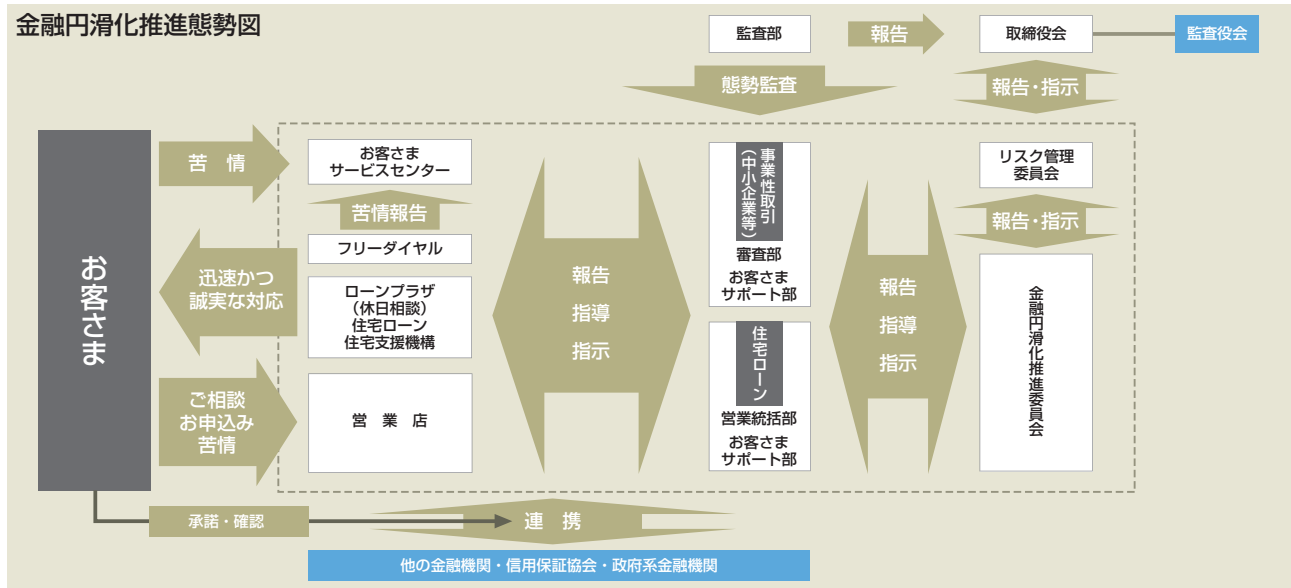 金融円滑化推進態勢図
監査部
報告
取締役会
監査役会
態勢監査
報告・指示
お客さま
苦 情
お客さま
サービスセンター
苦情報告
フリーダイヤル
迅速かつ
誠実な対応
ローンプラザ
(休日相談)
住宅ローン
住宅支援機構
ご相談
お申込み
苦情
営 業 店
報告
指導
指示
事業性取引
(中小企業等)
審査部
お客さま
サポート部
住宅ローン
営業統括部
お客さま
サポート部
報告
指導
指示
リスク管理
委員会
報告・指示
金融円滑化推進委員会
承諾・確認
連 携
他の金融機関・信用保証協会・政府系金融機関